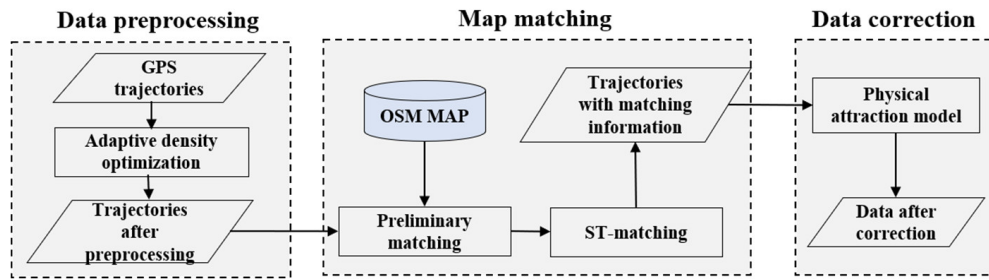 Data preprocessing
GPS
trajectories
Adaptive density
optimization
Trajectories
after
preprocessing
Map matching
OSM MAP
Preliminary
matching
ST-matching
Trajectories
with matching
information
Data correction
Physical
attraction model
Data after
correction